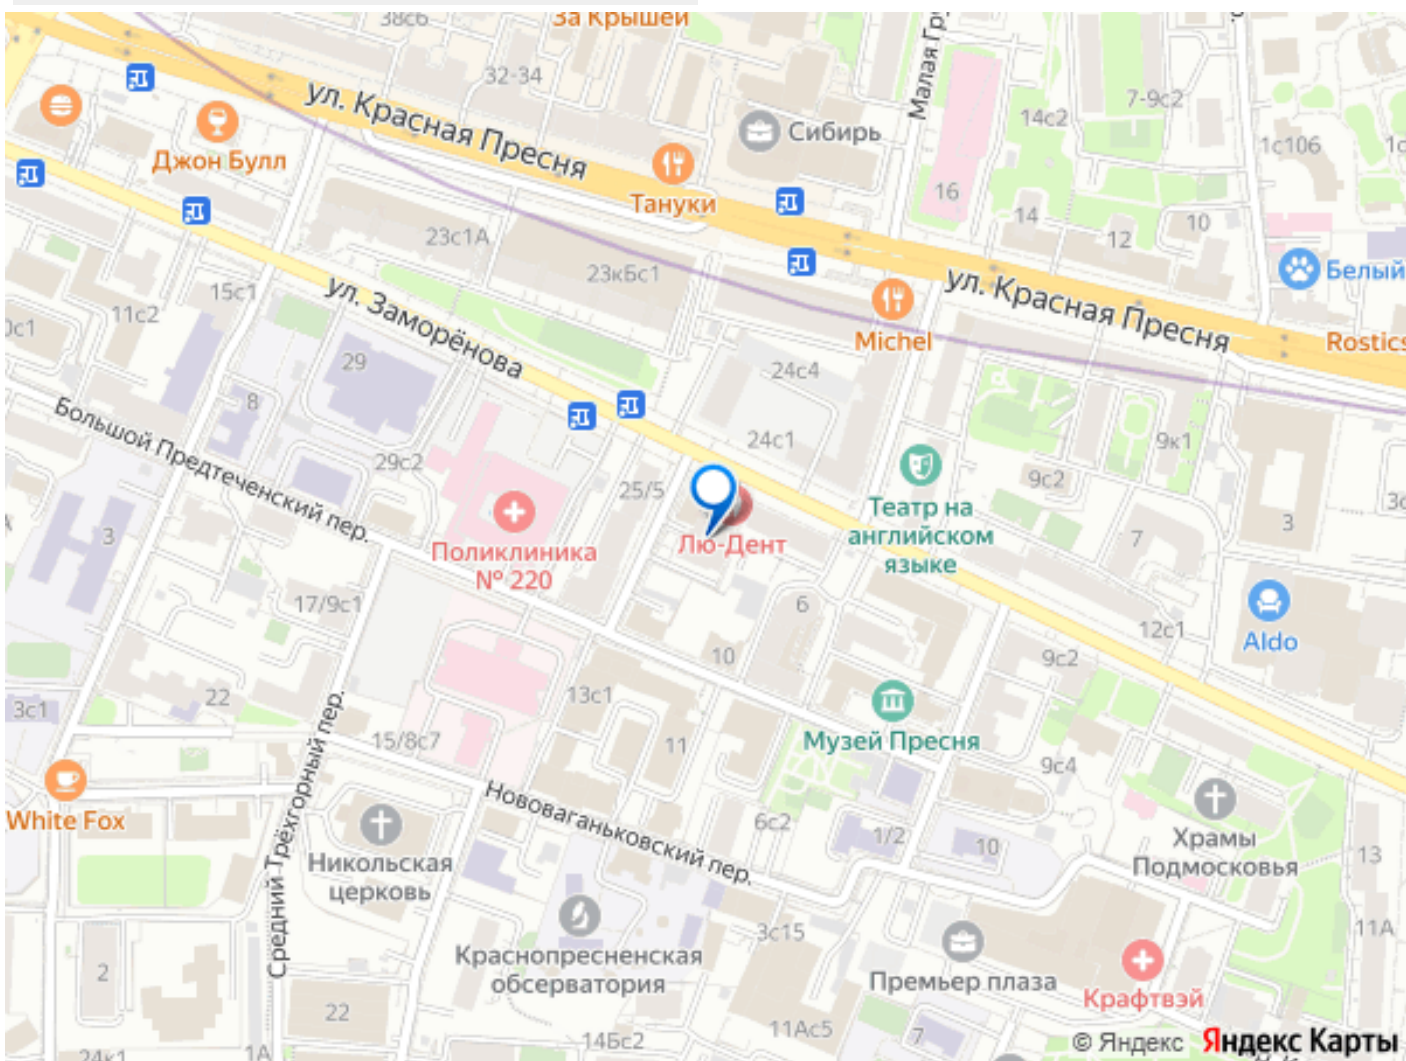 38с6
За Крышей
32-34
ул. Красная Пресня
Малая Гр
7-9с2
14с2
Сибирь
1с106
Джон Булл
Тануки
16
14
10
12
23с1А
23кБс1
Белый
15с1
11с2
ул. Заморёнова
ул. Красная Пресня
Michel
Rostics
29
24с4
8
Большой Предтеченский пер.
24с1
9к1
29с2
25/5
9с2
Театр на
английском
языке
3
7
3
Поликлиника
№ 220
Лю-Дент
17/9с1
6
12с1
Aldo
10
9с2
22
13с1
3с1
15/8с7
11
Музей Пресня
9с4
Средний Трёхгорный пер.
White Fox
Нововаганьковский пер.
6с2
1/2
10
Храмы
Подмосковья
13
Никольская
церковь
3с15
11А
Краснопресненская
обсерватория
Премьер плаза
Крафтвэй
2
22
14Бс2
11Ас5
7
24к1
1А
© Яндекс Яндекс Карты